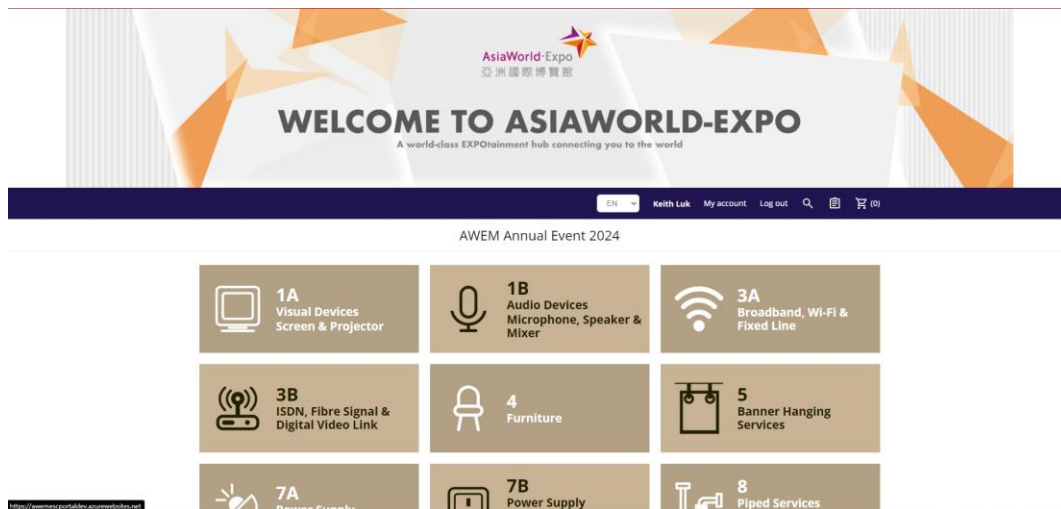 AsiaWorld-Expo
亞洲國際博覽館
WELCOME TO ASIAWORLD-EXPO
A world-class EXPOtainment hub connecting you to the world
EN Keith Luk My account Log out (0)
AWEM Annual Event 2024
1A
Visual Devices
Screen & Projector
1B
Audio Devices
Microphone, Speaker &
Mixer
3A
Broadband, Wi-Fi &
Fixed Line
3B
ISDN, Fibre Signal &
Digital Video Link
4
Furniture
5
Banner Hanging
Services
7A
Power Supply
7B
Power Supply
8
Piped Services
https://awemescportaldev.azurewebsites.net